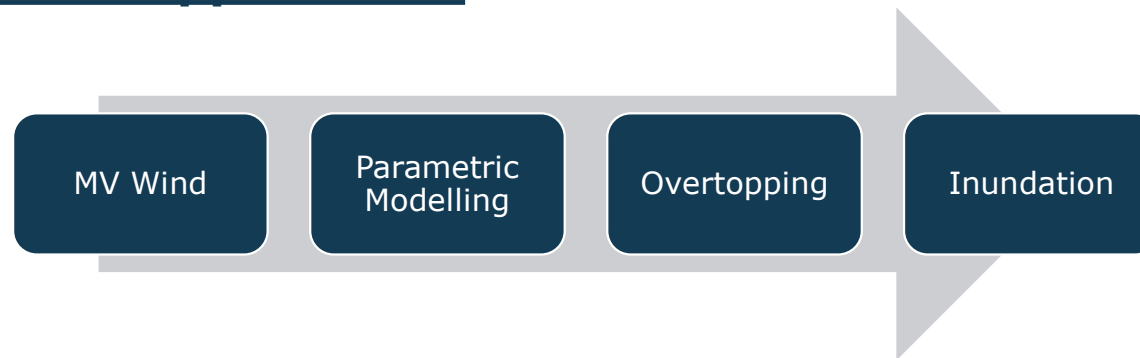 MV Wind
Parametric
Modelling
Overtopping
Inundation